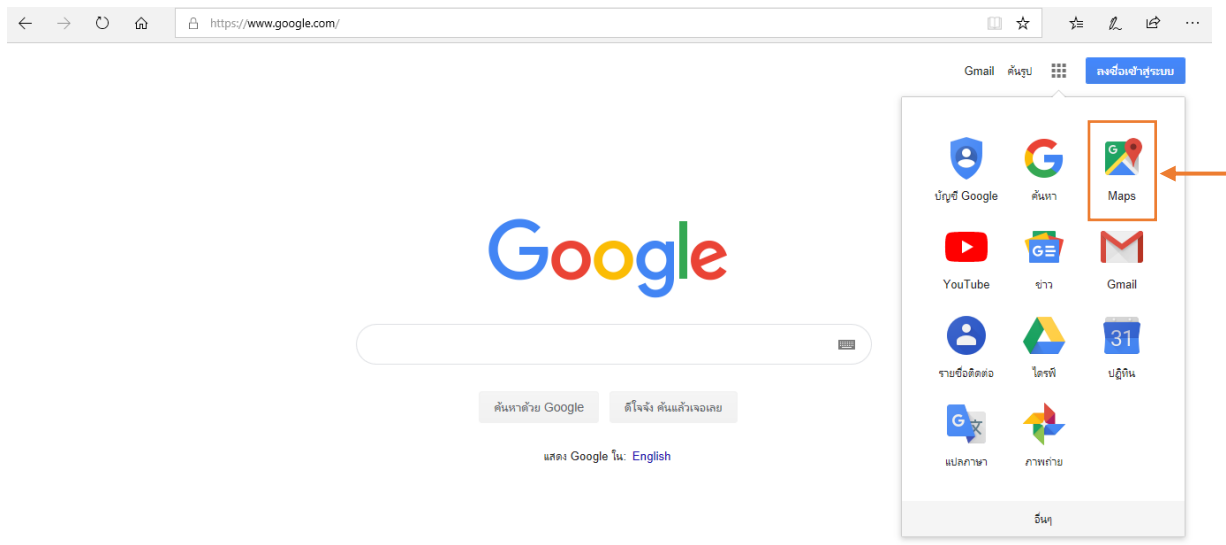 https://www.google.com/
Gmail ค้นรูป ลงชื่อเข้าสู่ระบบ
Google
ค้นหาด้วย Google ดีใจจัง ค้นแล้วเจอเลย
แสดง Google ใน: English
G G
บัญชี Google ค้นหา Maps
G
YouTube ข่าว Gmail
31
รายชื่อติดต่อ ไดรฟ์ ปฏิทิน
G 文
แปลภาษา ภาพถ่าย
อื่นๆ